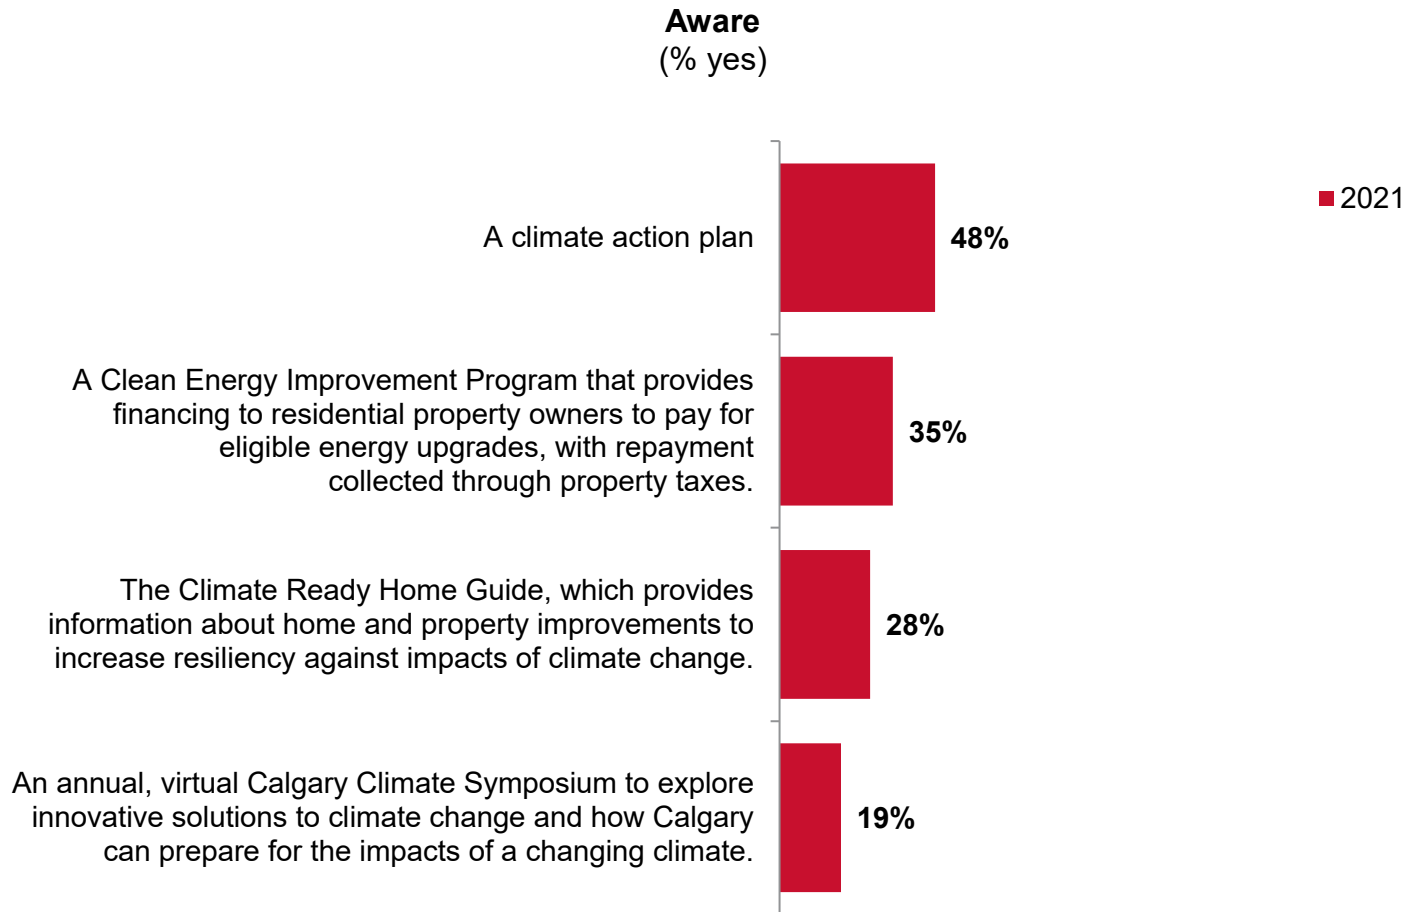 Aware
(% yes)
2021
A climate action plan
48%
A Clean Energy Improvement Program that provides
financing to residential property owners to pay for
eligible energy upgrades, with repayment
collected through property taxes.
35%
The Climate Ready Home Guide, which provides
information about home and property improvements to
increase resiliency against impacts of climate change.
28%
An annual, virtual Calgary Climate Symposium to explore
innovative solutions to climate change and how Calgary
can prepare for the impacts of a changing climate.
19%